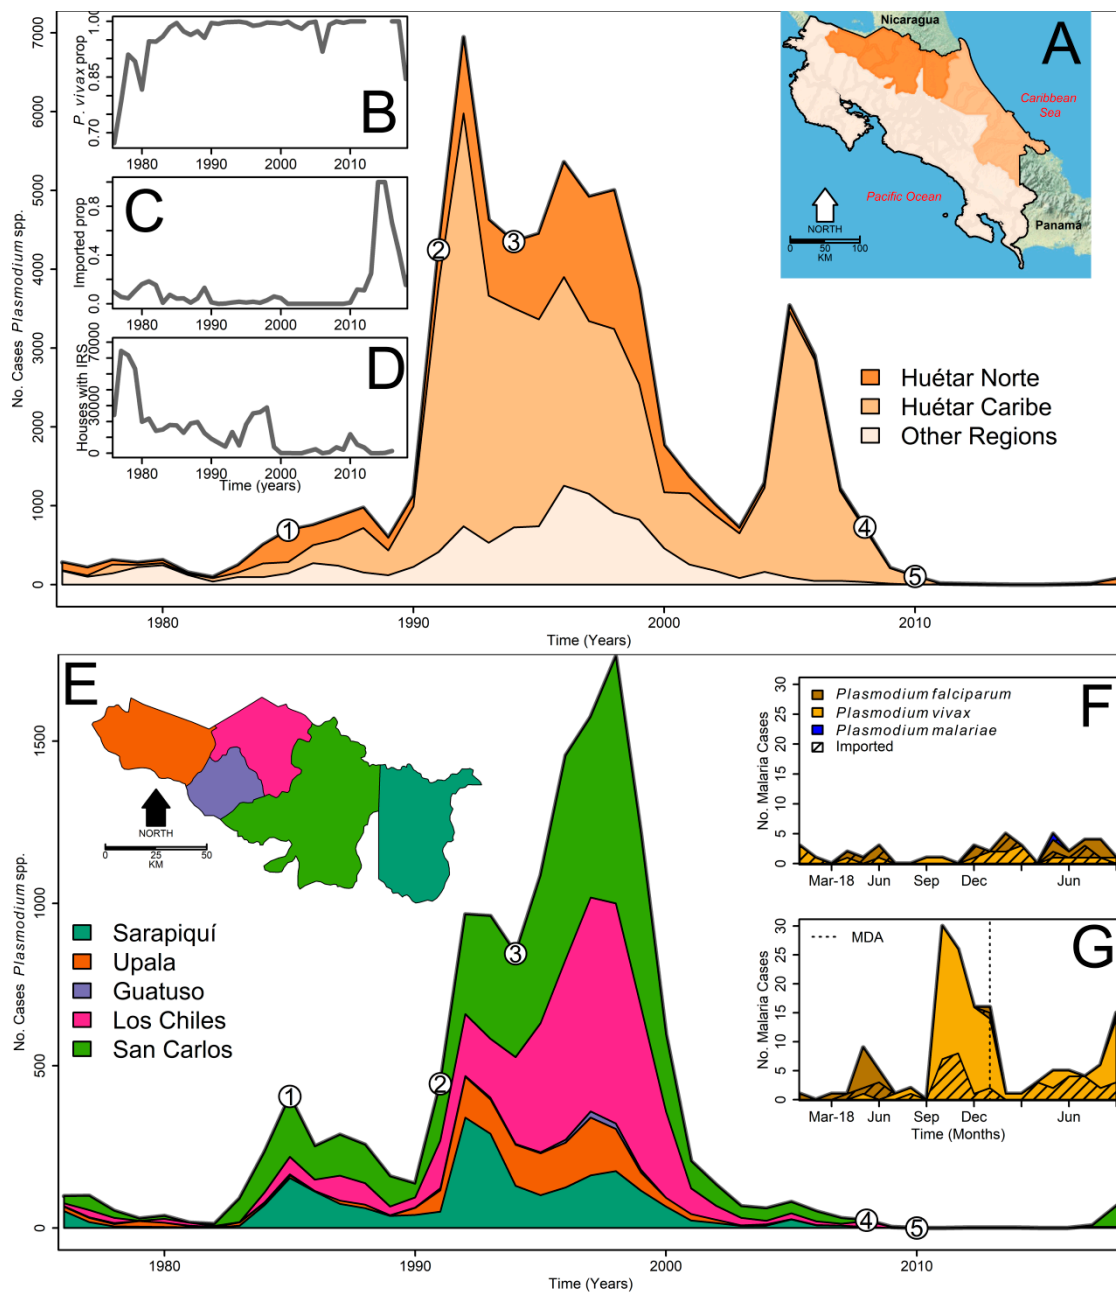 7000
6000
5000
4000
3000
2000
1000
0
No. Cases Plasmodium spp.
1980
1990
2000
2010
Time (Years)
B
P. vivax prop
1.00
0.85
0.70
1980
1990
2000
2010
C
Imported prop
0.8
0.4
0.0
1980
1990
2000
2010
D
Houses with IRS
70000
30000
0
1980
1990
2000
2010
Time (years)
A
Nicaragua
Caribbean
Sea
Pacific Ocean
Panamá
NORTH
0 50 100
KM
1
2
3
4
5
Huétar Norte
Huétar Caribe
Other Regions
E
1500
1000
500
0
No. Cases Plasmodium spp.
1980
1990
2000
2010
Time (Years)
NORTH
0 25 50
KM
Sarapiquí
Upala
Guatuso
Los Chiles
San Carlos
1
2
3
4
5
F
Plasmodium falciparum
Plasmodium vivax
Plasmodium malariae
Imported
No. Malaria Cases
30
25
20
15
10
5
0
Mar-18
Jun
Sep
Dec
Jun
G
MDA
No. Malaria Cases
30
25
20
15
10
5
0
Mar-18
Jun
Sep
Dec
Jun
Time (Months)